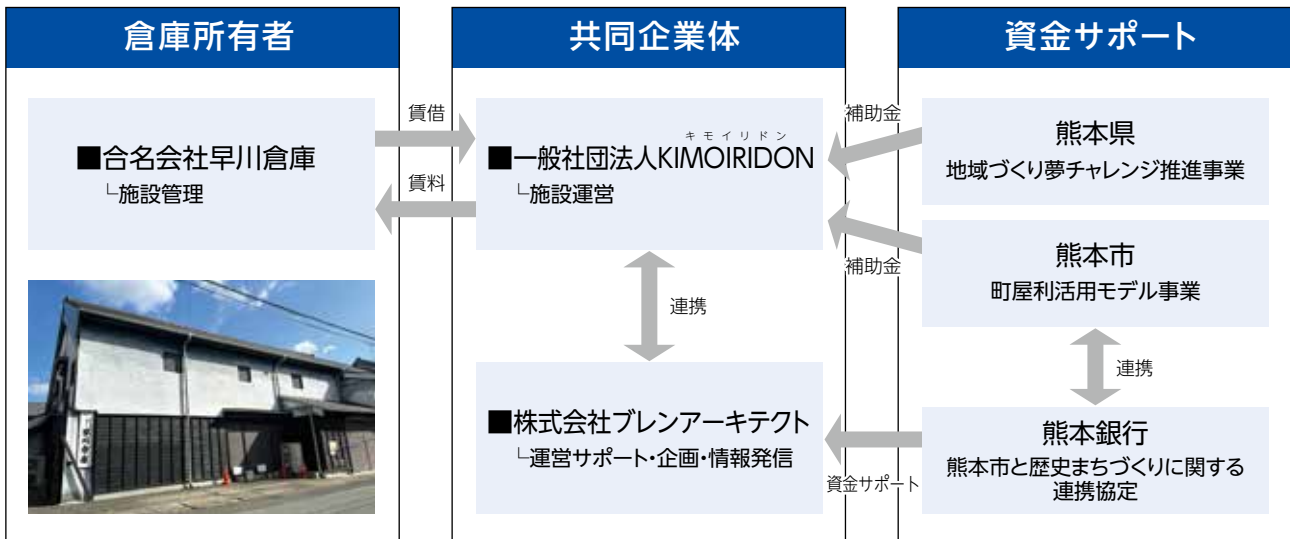 倉庫所有者
■合名会社早川倉庫
└施設管理
賃借
賃料
共同企業体
キモイリドン
■一般社団法人KIMOIRIDON
└施設運営
連携
■株式会社ブレンアーキテクト
└運営サポート・企画・情報発信
補助金
補助金
資金サポート
資金サポート
熊本県
地域づくり夢チャレンジ推進事業
熊本市
町屋利活用モデル事業
連携
熊本銀行
熊本市と歴史まちづくりに関する
連携協定
早川倉庫